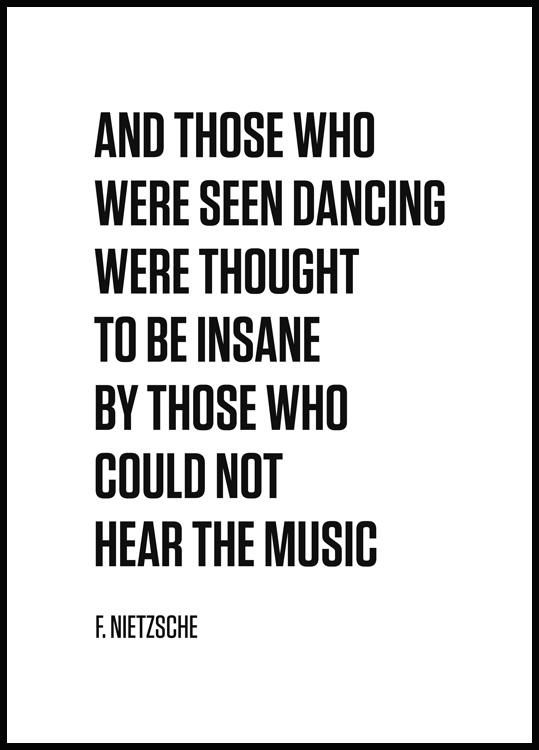 AND THOSE WHO
WERE SEEN DANCING
WERE THOUGHT
TO BE INSANE
BY THOSE WHO
COULD NOT
HEAR THE MUSIC
F. NIETZSCHE